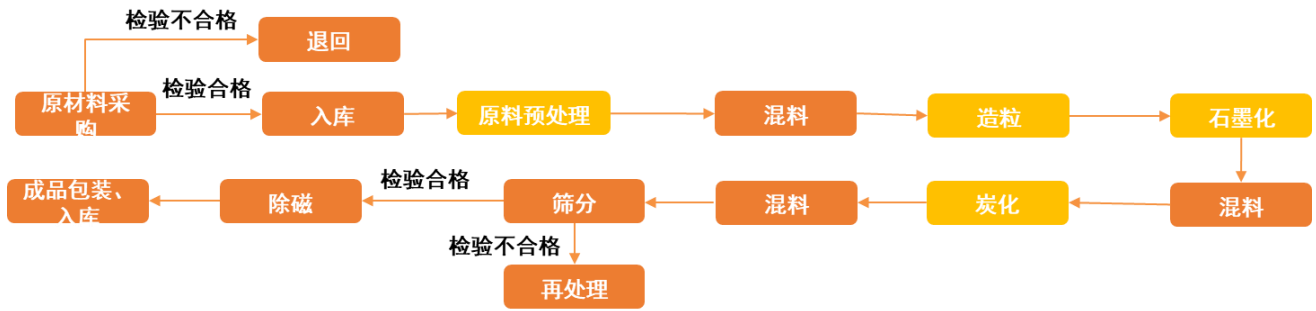 检验不合格
退回
原材料采
购
检验合格
入库
原料预处理
混料
造粒
石墨化
成品包装、
入库
除磁
检验合格
筛分
混料
炭化
混料
检验不合格
再处理